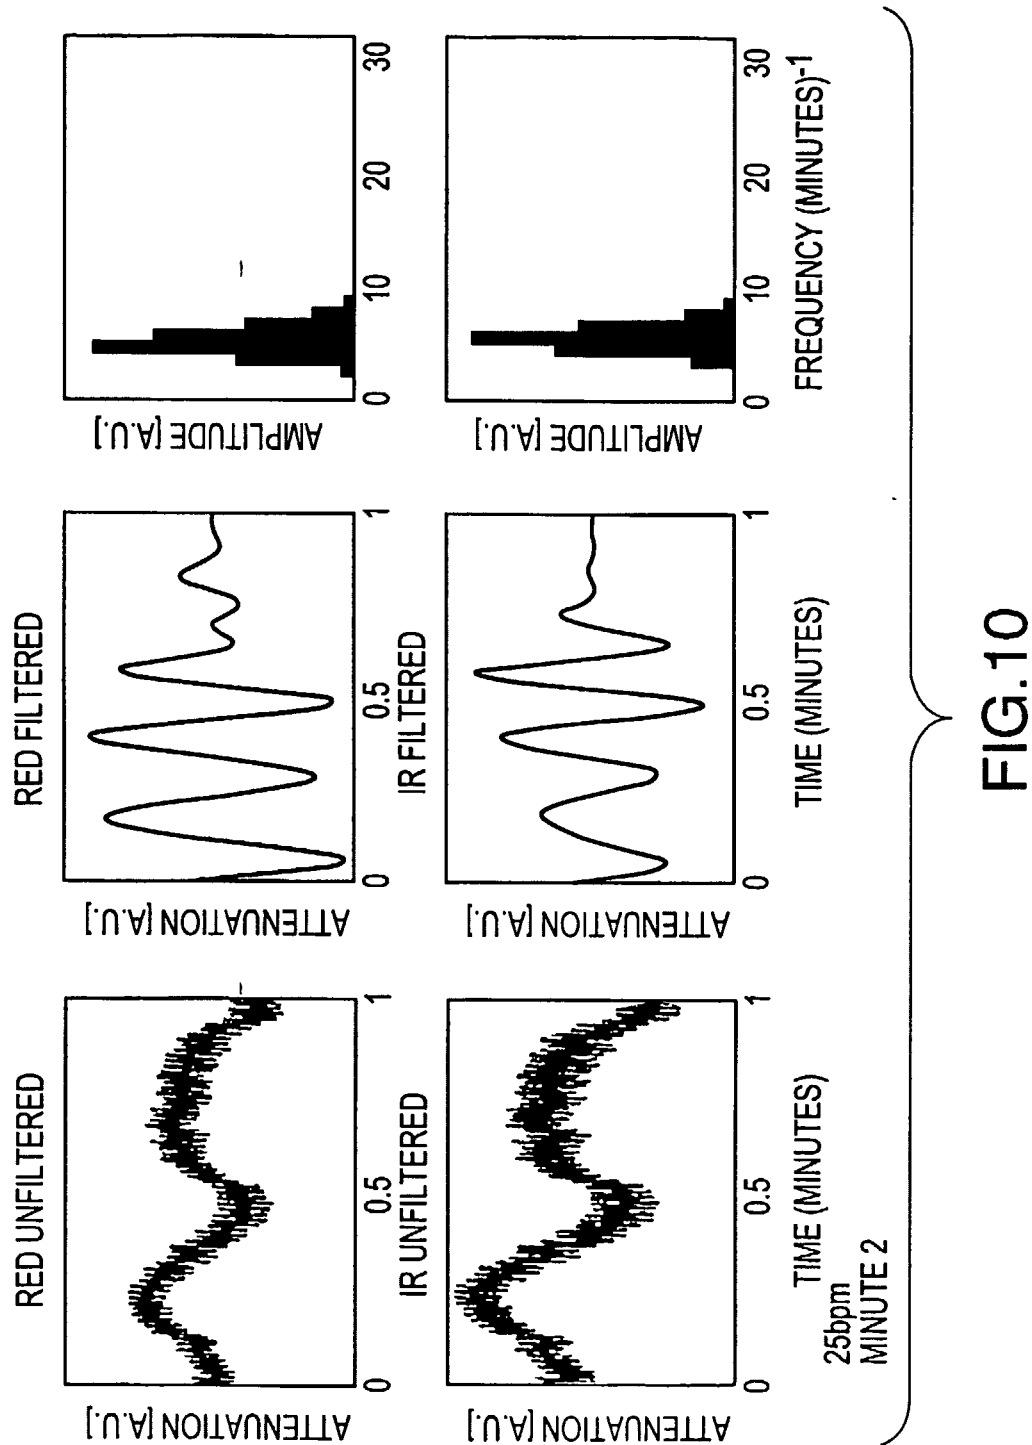 RED UNFILTERED
RED FILTERED
ATTENUATION [A.U.]
ATTENUATION [A.U.]
AMPLITUDE [A.U.]
0 0.5 1
0 0.5 1
0 10 20 30
IR UNFILTERED
IR FILTERED
ATTENUATION [A.U.]
ATTENUATION [A.U.]
AMPLITUDE [A.U.]
0 0.5 1
0 0.5 1
0 10 20 30
TIME (MINUTES)
TIME (MINUTES)
FREQUENCY (MINUTES)-1
25bpm
MINUTE 2
FIG.10